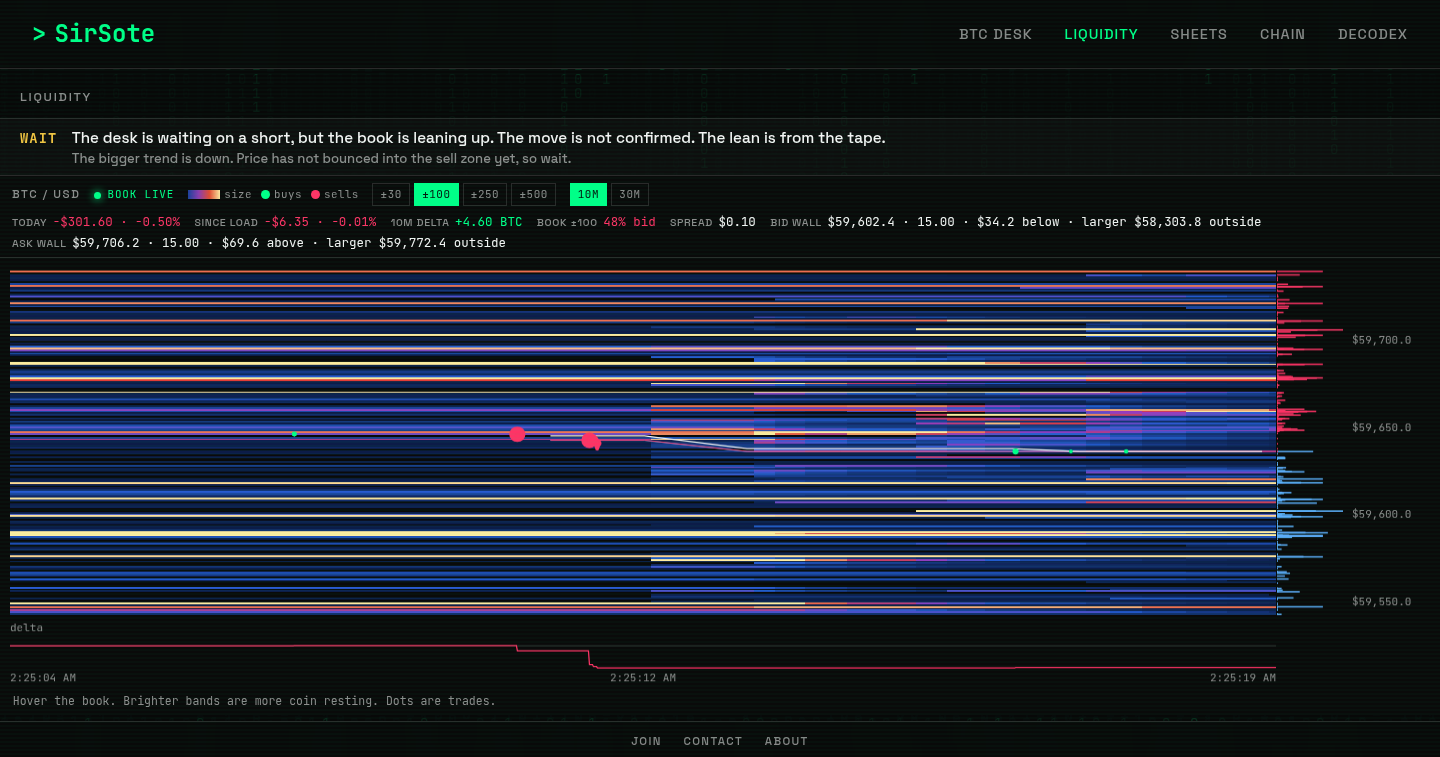 > SirSote
BTC DESK LIQUIDITY SHEETS CHAIN DECODEX
LIQUIDITY
WAIT The desk is waiting on a short, but the book is leaning up. The move is not confirmed. The lean is from the tape.
The bigger trend is down. Price has not bounced into the sell zone yet, so wait.
BTC / USD BOOK LIVE size buys sells ±30 ±100 ±250 ±500 10M 30M
TODAY -$301.60 · -0.50% SINCE LOAD -$6.35 · -0.01% 10M DELTA +4.60 BTC BOOK ±100 48% bid SPREAD $0.10 BID WALL $59,602.4 · 15.00 · $34.2 below · larger $58,303.8 outside
ASK WALL $59,706.2 · 15.00 · $69.6 above · larger $59,772.4 outside
$59,700.0
$59,650.0
$59,600.0
$59,550.0
delta
2:25:04 AM 2:25:12 AM 2:25:19 AM
Hover the book. Brighter bands are more coin resting. Dots are trades.
JOIN CONTACT ABOUT